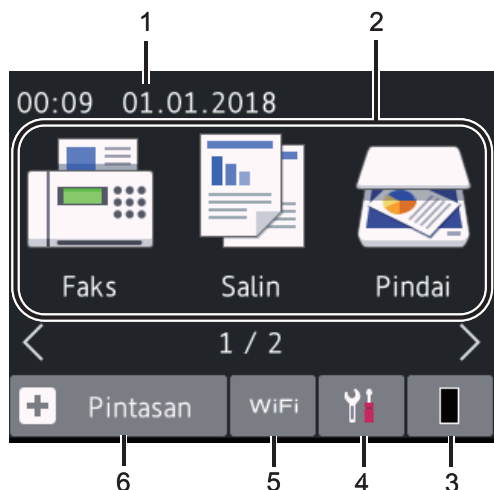 1 2
00:09 01.01.2018
Faks Salin Pindai
1 / 2
Pintasan WiFi
6 5 4 3